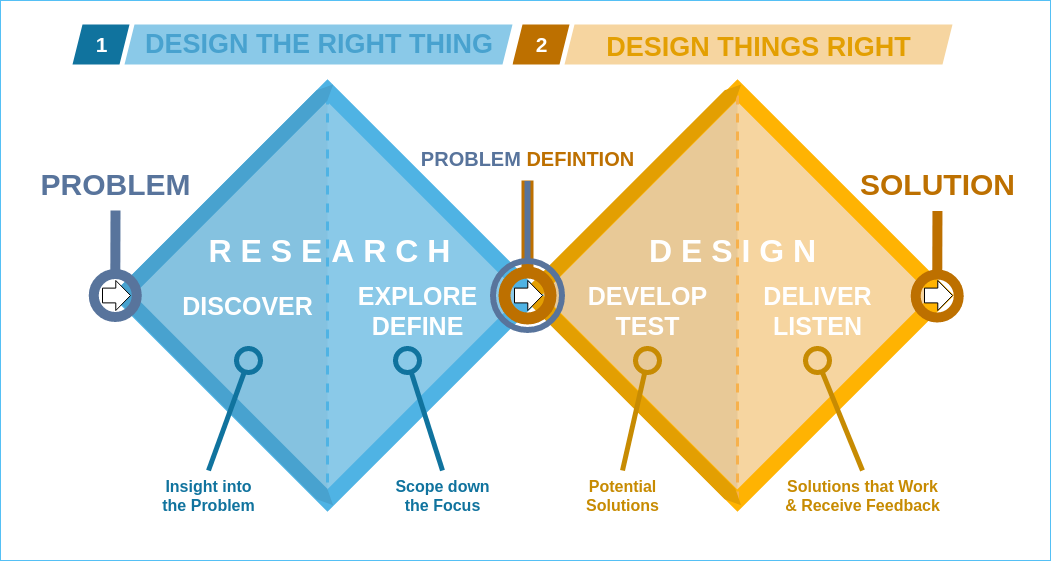 1 DESIGN THE RIGHT THING 2 DESIGN THINGS RIGHT
PROBLEM DEFINTION
PROBLEM
SOLUTION
RESEARCH
DISCOVER
EXPLORE
DEFINE
DESIGN
DEVELOP
TEST
DELIVER
LISTEN
Insight into
the Problem
Scope down
the Focus
Potential
Solutions
Solutions that Work
& Receive Feedback